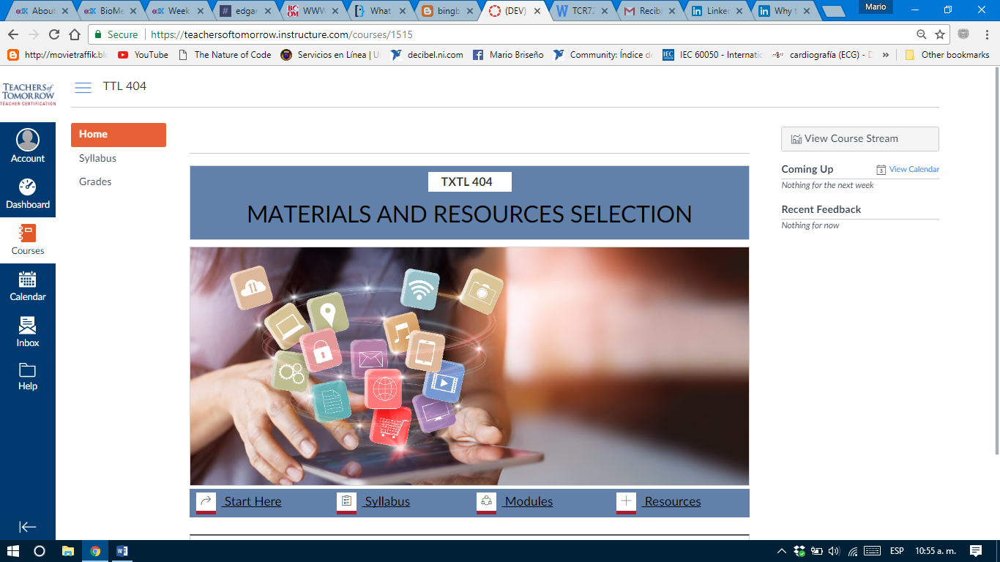 About
BioMe
Week
edgar
WWW
What
bingb
(DEV)
TCR72
Recib
Linke
Why t
Mario
Secure https://teachersoftomorrow.instructure.com/courses/1515
http://movietraffik.blo YouTube The Nature of Code Servicios en Línea | U decibel.ni.com Mario Briseño Community: Índice de IEC 60050 - Internatio cardiografía (ECG) - D » Other bookmarks
TEACHERS of
TOMORROW
TEACHER CERTIFICATION
TTL 404
Account
Dashboard
Courses
Calendar
Inbox
Help
Home
Syllabus
Grades
TXTL 404
MATERIALS AND RESOURCES SELECTION
Start Here Syllabus Modules Resources
View Course Stream
Coming Up View Calendar
Nothing for the next week
Recent Feedback
Nothing for now
ESP 10:55 a. m.